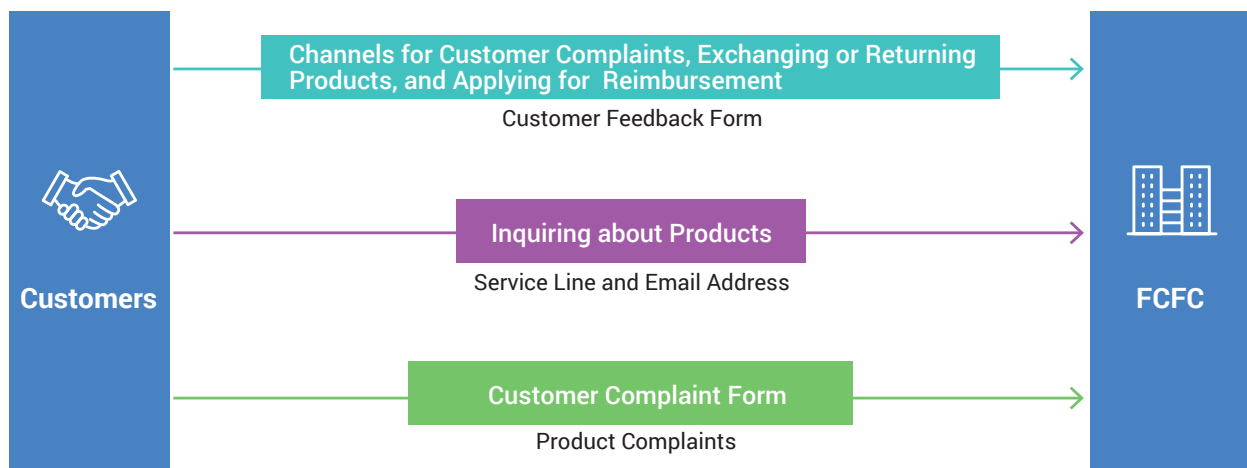 Channels for Customer Complaints, Exchanging or Returning
Products, and Applying for Reimbursement
Customer Feedback Form
Customers
Inquiring about Products
Service Line and Email Address
FCFC
Customer Complaint Form
Product Complaints